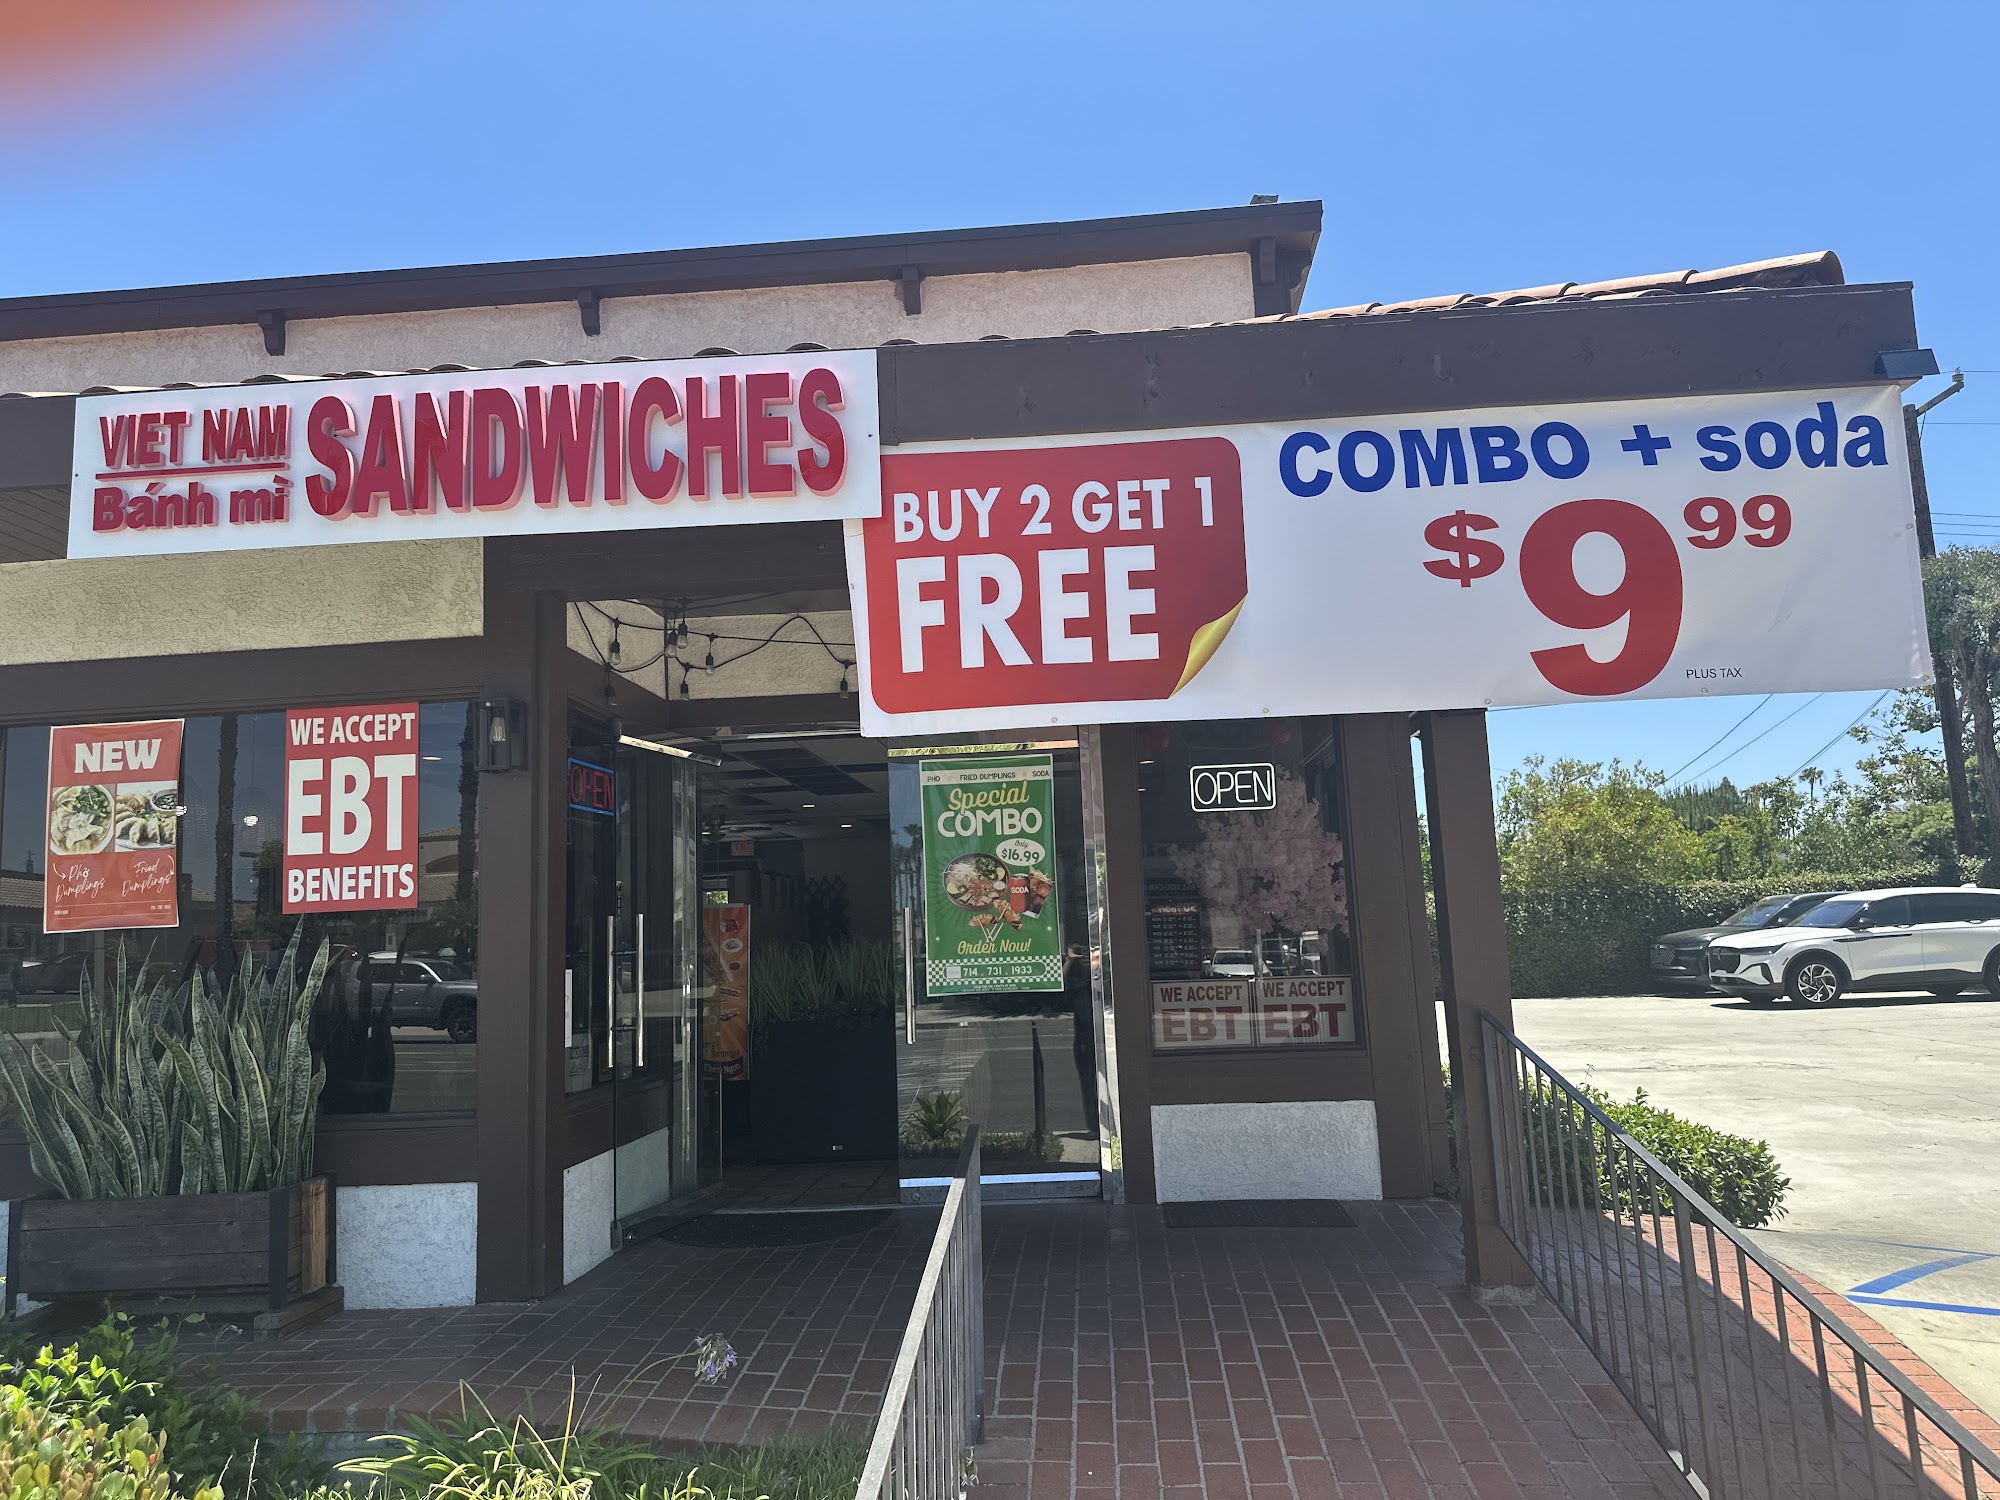 VIET NAM
Bánh mì
SANDWICHES
BUY 2 GET 1
FREE
COMBO + soda
$9.99
PLUS TAX
NEW
Phở Dumplings
Fried Dumplings
WE ACCEPT
EBT
BENEFITS
OPEN
EXIT
PHO FRIED DUMPLINGS SODA
Special
COMBO
Only
$16.99
SODA
Order Now!
714 . 731 . 1933
OPEN
WE ACCEPT
EBT
WE ACCEPT
EBT